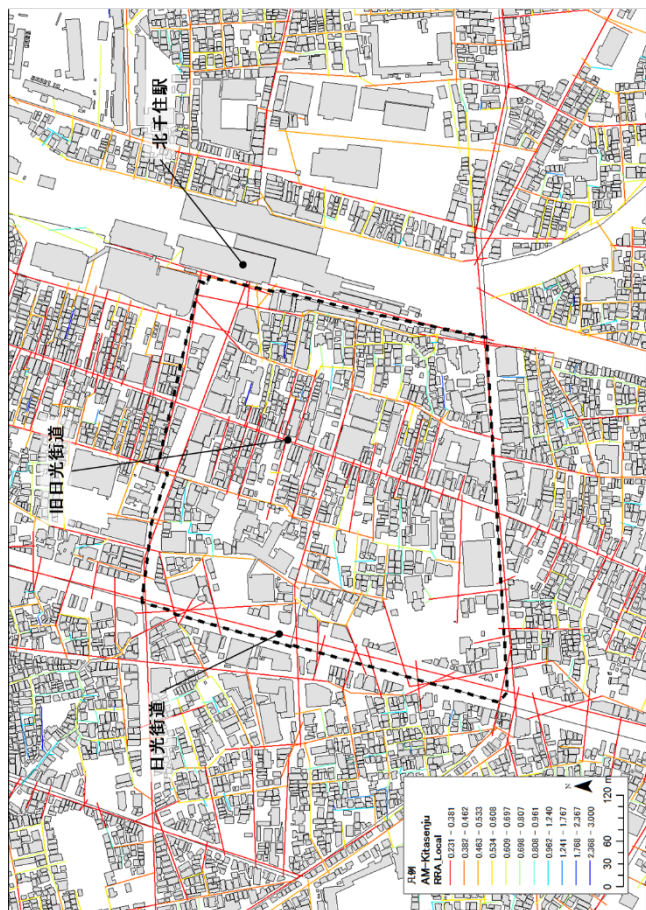 北千住駅
旧日光街道
日光街道
凡例
AM-Kitasenju
RRA_Local
0.231 - 0.381
0.382 - 0.462
0.463 - 0.533
0.534 - 0.608
0.609 - 0.697
0.698 - 0.807
0.808 - 0.961
0.962 - 1.240
1.241 - 1.767
1.768 - 2.367
2.368 - 3.000
N
0 30 60 120 m